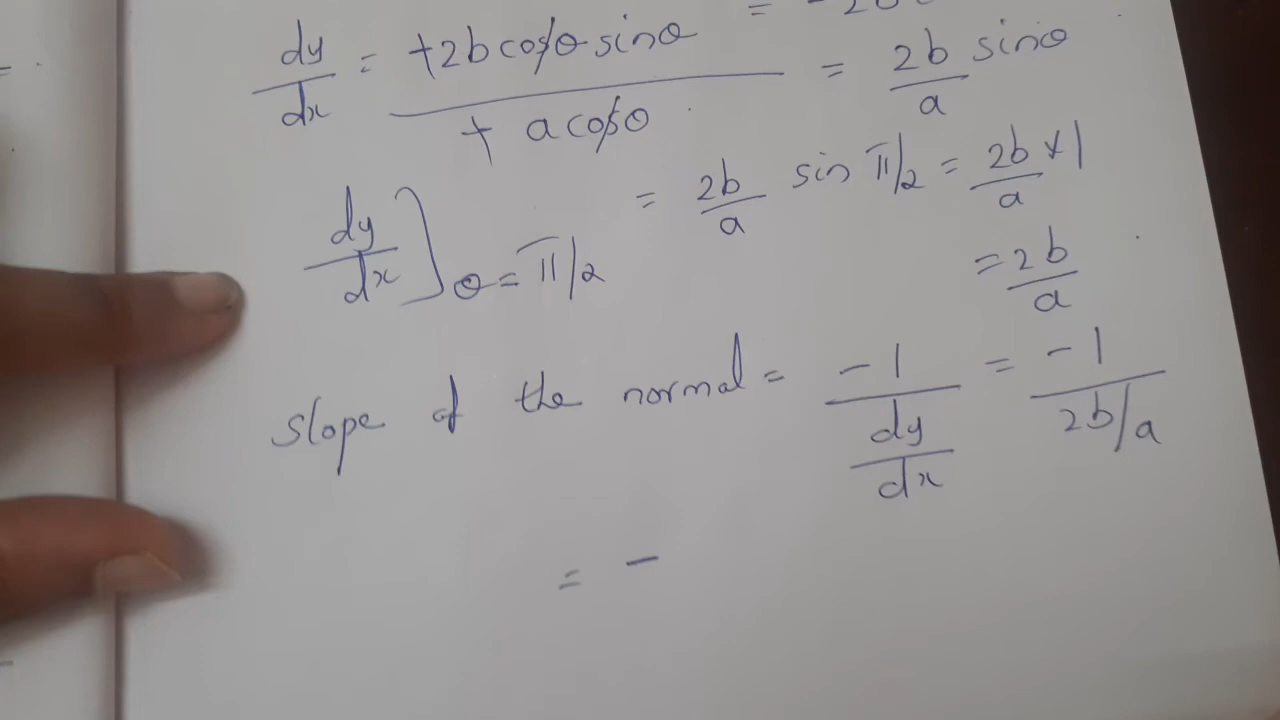 = -2b
dy/dx = +2b cosθ sinθ / + a cosθ = 2b/a sinθ
dy/dx]θ=π/2 = 2b/a sin π/2 = 2b/a × 1
= 2b/a
slope of the normal = -1 / dy/dx = -1 / 2b/a
= -